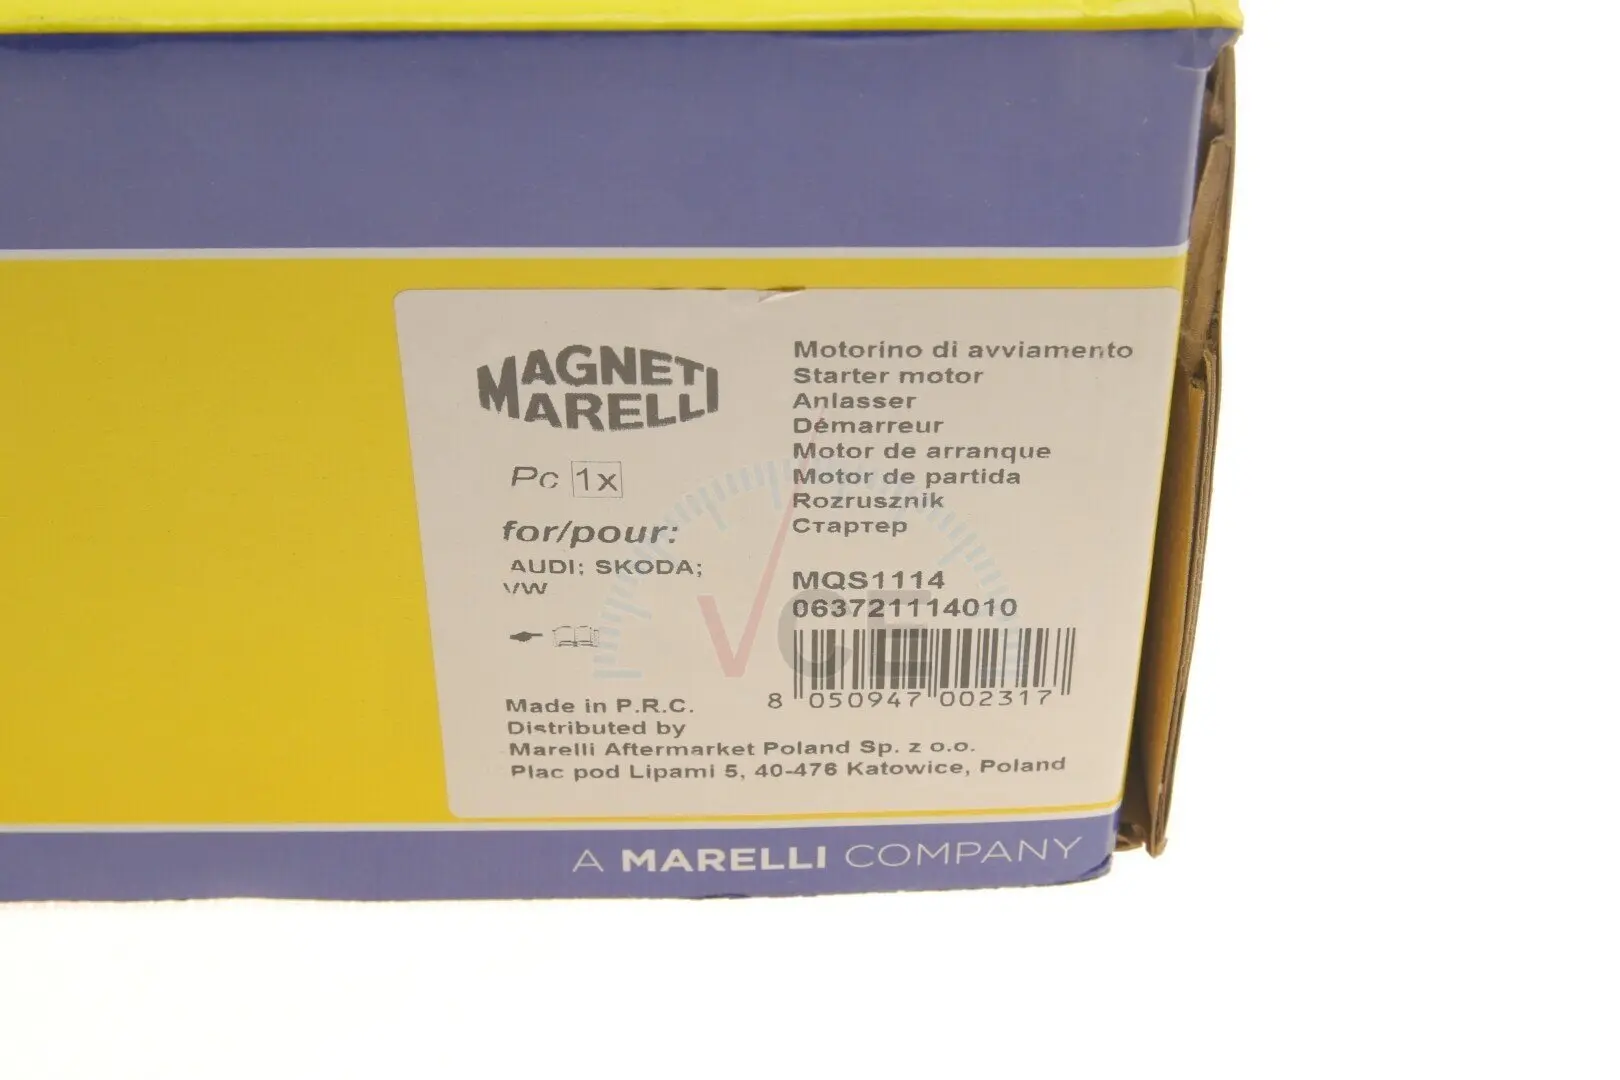 MAGNETI
MARELLI
Pc 1x
for/pour:
AUDI; SKODA;
VW
Motorino di avviamento
Starter motor
Anlasser
Démarreur
Motor de arranque
Motor de partida
Rozrusznik
Стартер
MQS1114
063721114010
8 050947 002317
VCE
Made in P.R.C.
Distributed by
Marelli Aftermarket Poland Sp. z o.o.
Plac pod Lipami 5, 40-476 Katowice, Poland
A MARELLI COMPANY